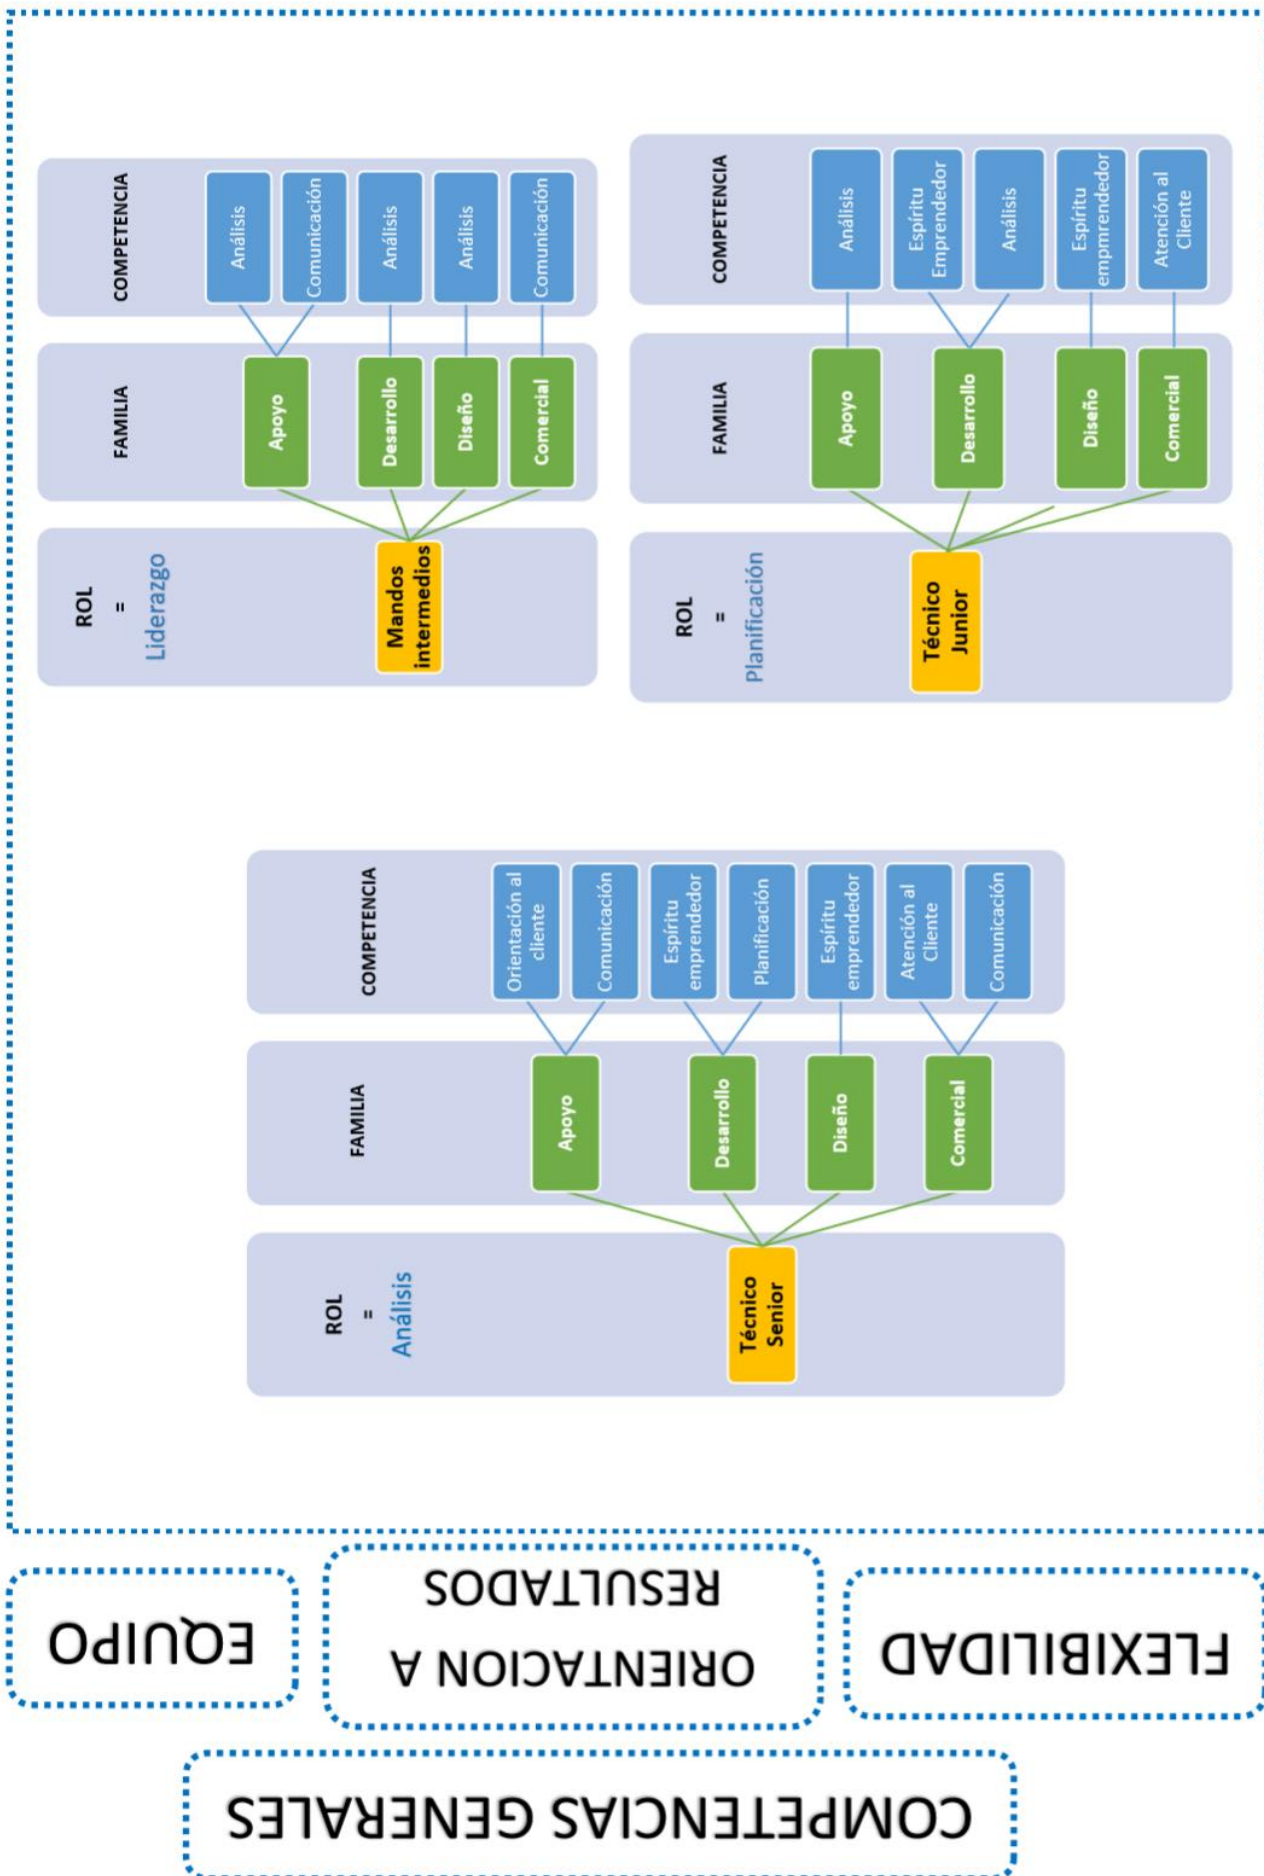 COMPETENCIAS GENERALES
EQUIPO
ORIENTACION A
RESULTADOS
FLEXIBILIDAD
ROL
=
Liderazgo
Mandos
intermedios
FAMILIA
Apoyo
Desarrollo
Diseño
Comercial
COMPETENCIA
Análisis
Comunicación
Análisis
Análisis
Comunicación
ROL
=
Planificación
Técnico
Junior
FAMILIA
Apoyo
Desarrollo
Diseño
Comercial
COMPETENCIA
Análisis
Espíritu
Emprendedor
Análisis
Espíritu
empmrendedor
Atención al
Cliente
ROL
=
Análisis
Técnico
Senior
FAMILIA
Apoyo
Desarrollo
Diseño
Comercial
COMPETENCIA
Orientación al
cliente
Comunicación
Espíritu
emprendedor
Planificación
Espíritu
emprendedor
Atención al
Cliente
Comunicación